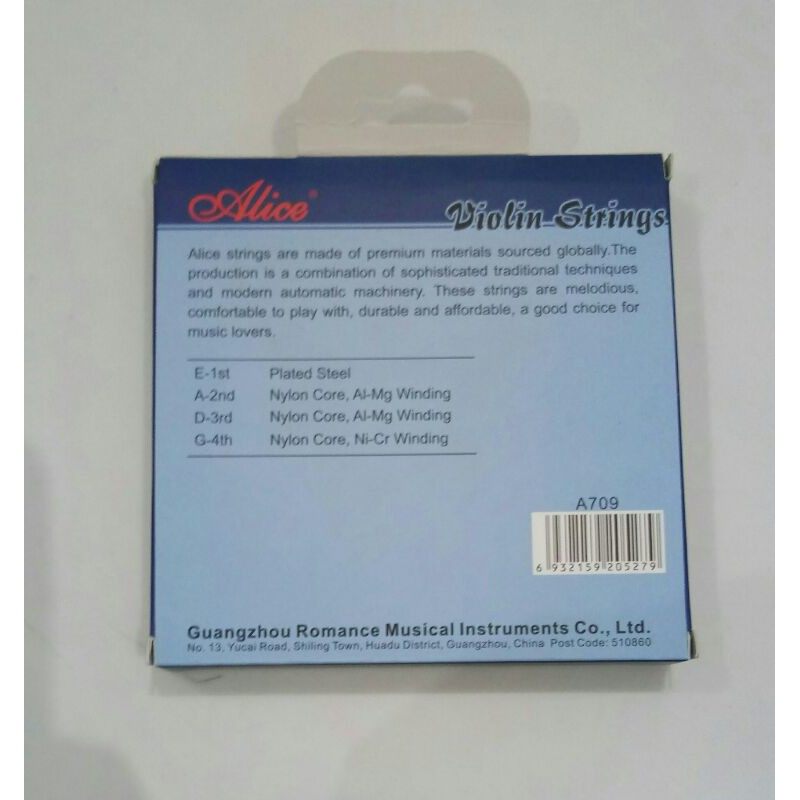 Alice®
Violin Strings
Alice strings are made of premium materials sourced globally.The
production is a combination of sophisticated traditional techniques
and modern automatic machinery. These strings are melodious,
comfortable to play with, durable and affordable, a good choice for
music lovers.
E-1st Plated Steel
A-2nd Nylon Core, Al-Mg Winding
D-3rd Nylon Core, Al-Mg Winding
G-4th Nylon Core, Ni-Cr Winding
A709
6 932159 205279
Guangzhou Romance Musical Instruments Co., Ltd.
No. 13, Yucai Road, Shiling Town, Huadu District, Guangzhou, China Post Code: 510860